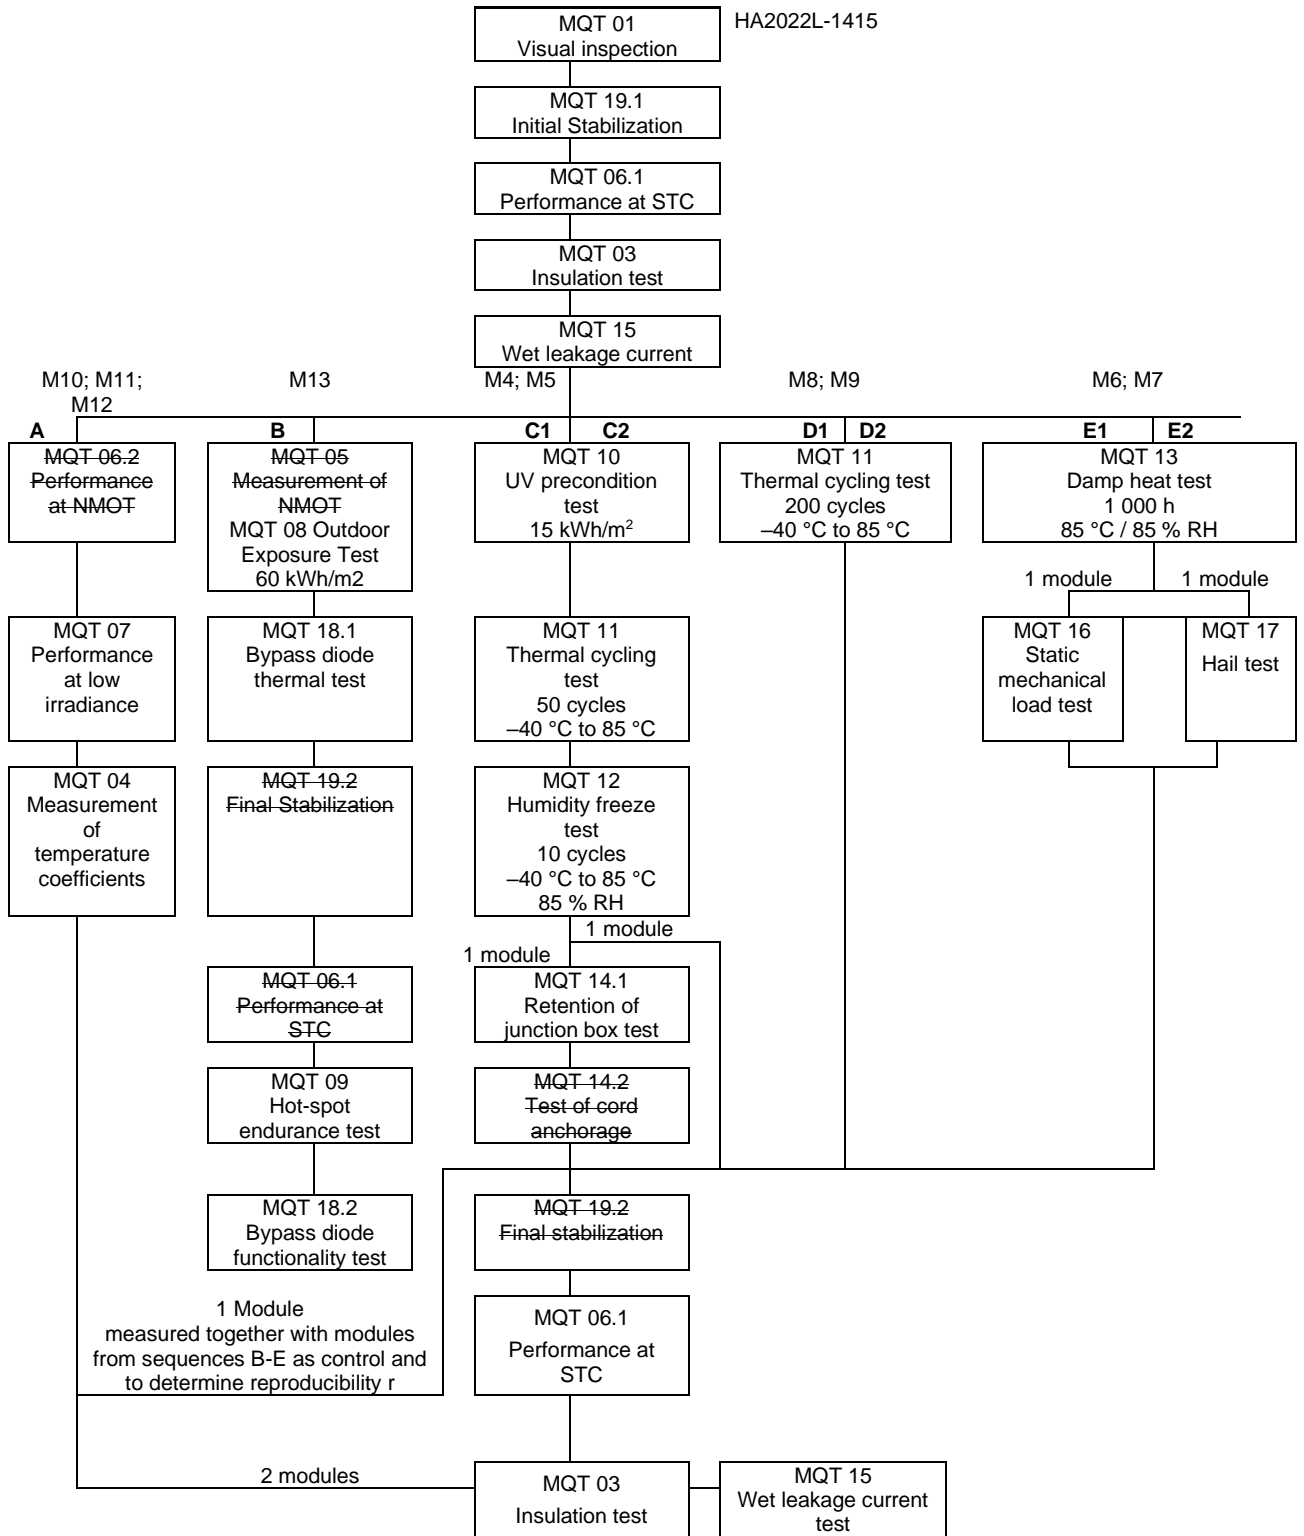 MQT 01
Visual inspection
HA2022L-1415
MQT 19.1
Initial Stabilization
MQT 06.1
Performance at STC
MQT 03
Insulation test
MQT 15
Wet leakage current
M10; M11;
M12
M13
M4; M5
M8; M9
M6; M7
A
B
C1 C2
D1 D2
E1 E2
MQT 06.2
Performance
at NMOT
MQT 05
Measurement of
NMOT
MQT 08 Outdoor
Exposure Test
60 kWh/m2
MQT 10
UV precondition
test
15 kWh/m²
MQT 11
Thermal cycling test
200 cycles
–40 °C to 85 °C
MQT 13
Damp heat test
1 000 h
85 °C / 85 % RH
1 module
1 module
MQT 07
Performance
at low
irradiance
MQT 18.1
Bypass diode
thermal test
MQT 11
Thermal cycling
test
50 cycles
–40 °C to 85 °C
MQT 16
Static
mechanical
load test
MQT 17
Hail test
MQT 04
Measurement
of
temperature
coefficients
MQT 19.2
Final Stabilization
MQT 12
Humidity freeze
test
10 cycles
–40 °C to 85 °C
85 % RH
1 module
1 module
MQT 06.1
Performance at
STC
MQT 14.1
Retention of
junction box test
MQT 09
Hot-spot
endurance test
MQT 14.2
Test of cord
anchorage
MQT 18.2
Bypass diode
functionality test
MQT 19.2
Final stabilization
1 Module
measured together with modules
from sequences B-E as control and
to determine reproducibility r
MQT 06.1
Performance at
STC
2 modules
MQT 03
Insulation test
MQT 15
Wet leakage current
test